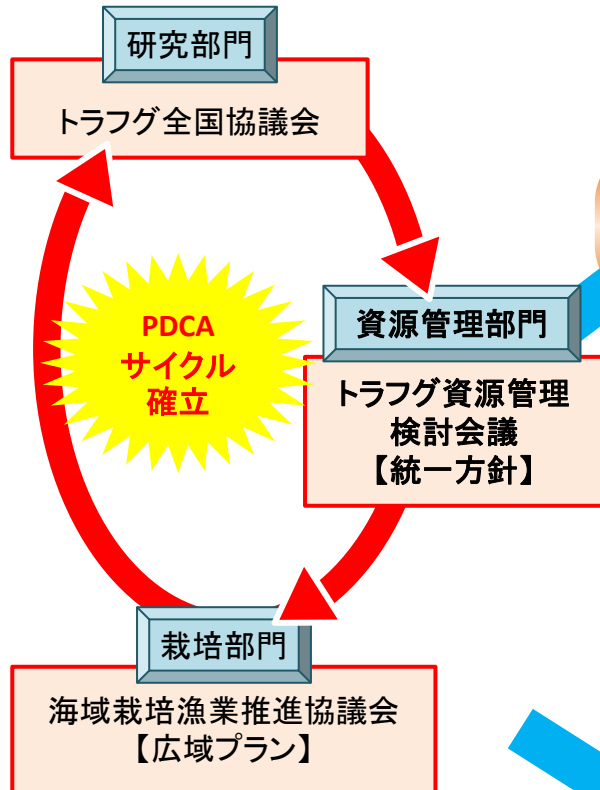 研究部門
トラフグ全国協議会
PDCA
サイクル
確立
資源管理部門
トラフグ資源管理
検討会議
【統一方針】
栽培部門
海域栽培漁業推進協議会
【広域プラン】